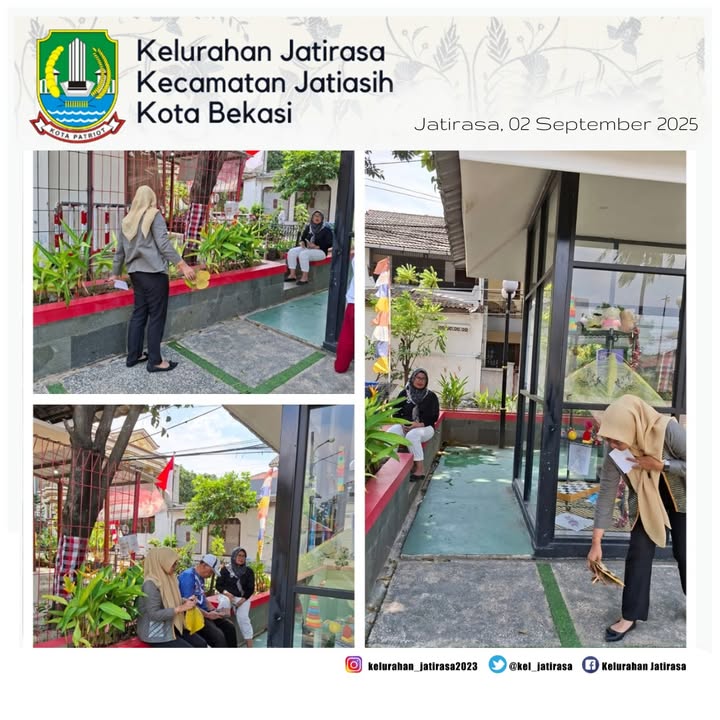 Kelurahan Jatirasa
Kecamatan Jatiasih
Kota Bekasi
KOTA PATRIOT
Jatirasa, 02 September 2025
kelurahan_jatirasa2023 @kel_jatirasa Kelurahan Jatirasa